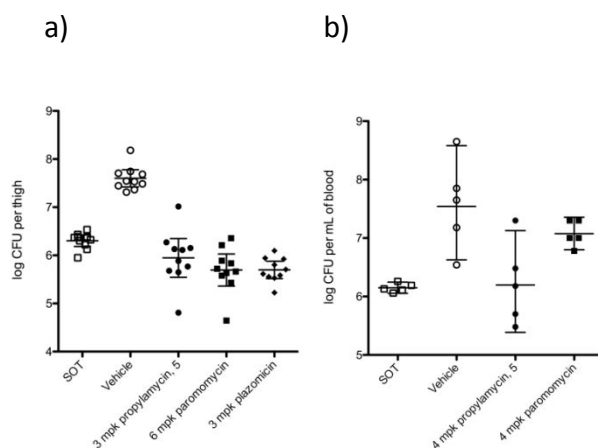 a)
b)
9
8
7
6
5
4
log CFU per thigh
SOT
Vehicle
3 mpk propylamycin, 5
6 mpk paromomycin
3 mpk plazomicin
9
8
7
6
5
log CFU per mL of blood
SOT
Vehicle
4 mpk propylamycin, 5
4 mpk paromomycin